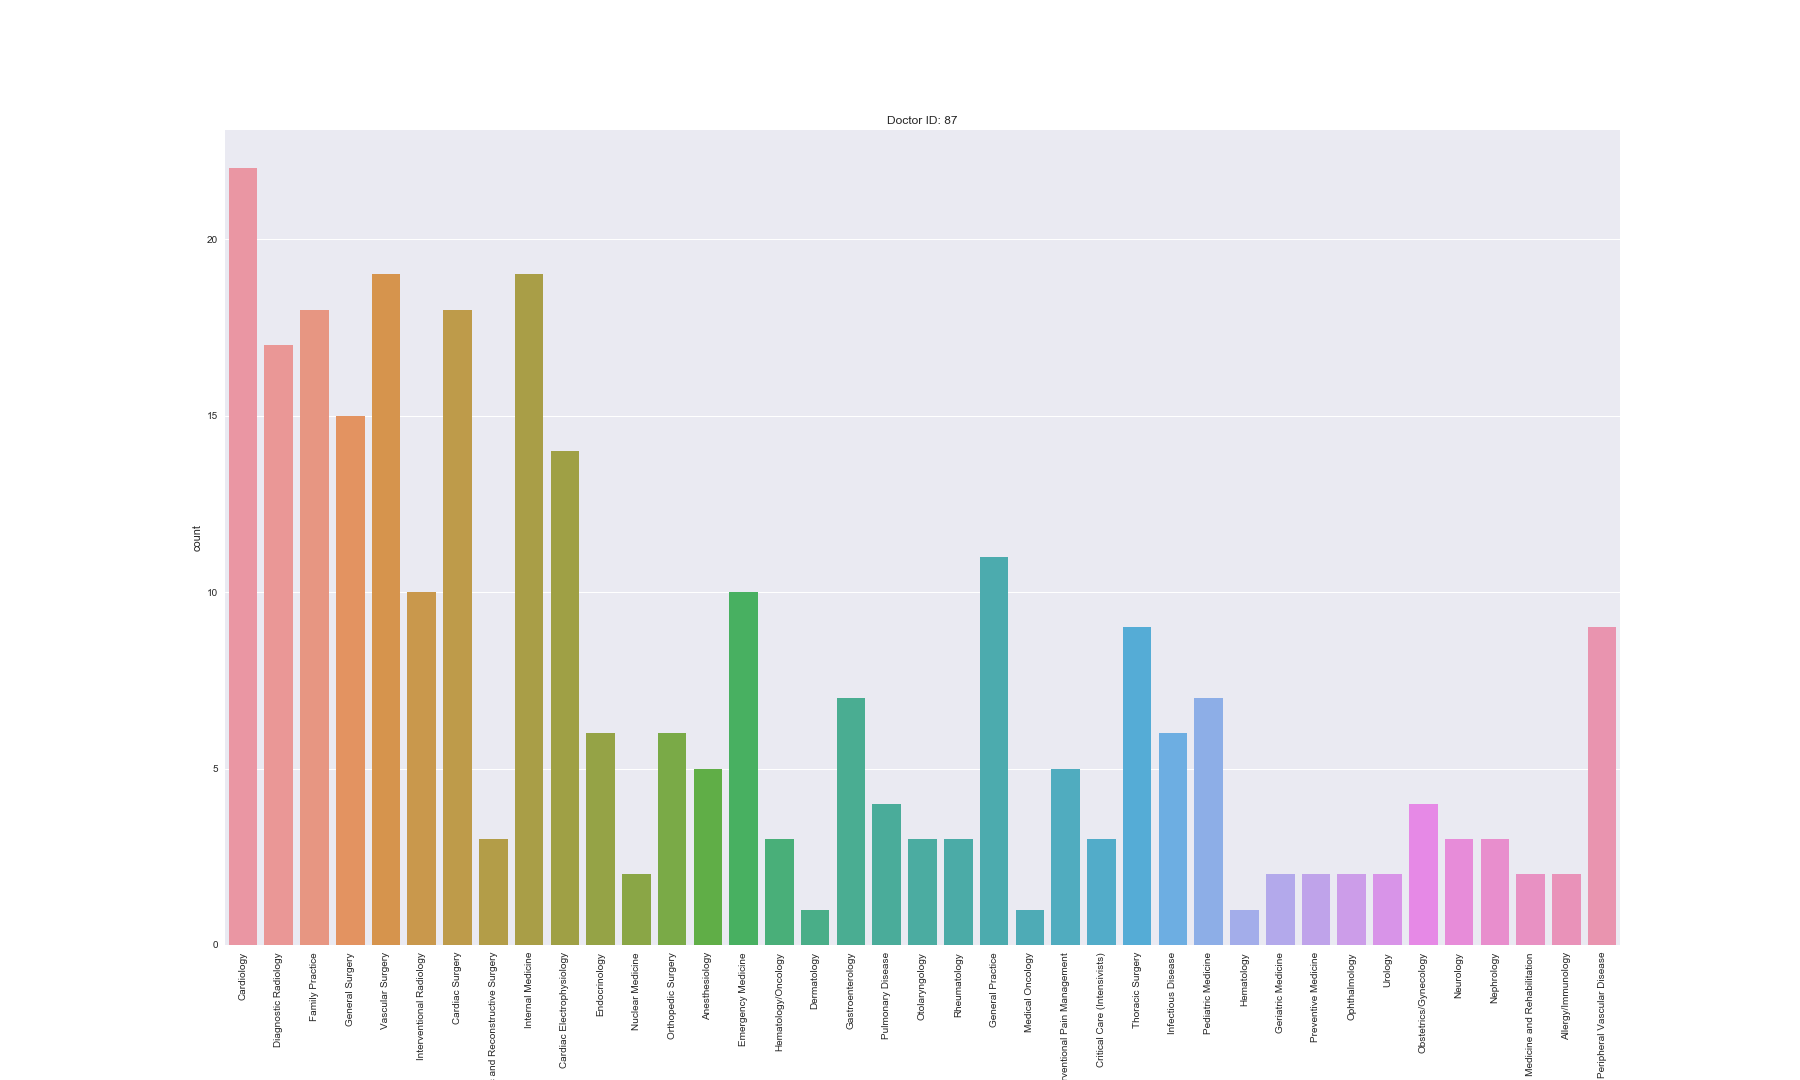 Doctor ID: 87
count
20
15
10
5
0
Cardiology
Diagnostic Radiology
Family Practice
General Surgery
Vascular Surgery
Interventional Radiology
Cardiac Surgery
and Reconstructive Surgery
Internal Medicine
Cardiac Electrophysiology
Endocrinology
Nuclear Medicine
Orthopedic Surgery
Anesthesiology
Emergency Medicine
Hematology/Oncology
Dermatology
Gastroenterology
Pulmonary Disease
Otolaryngology
Rheumatology
General Practice
Medical Oncology
rventional Pain Management
Critical Care (Intensivists)
Thoracic Surgery
Infectious Disease
Pediatric Medicine
Hematology
Geriatric Medicine
Preventive Medicine
Ophthalmology
Urology
Obstetrics/Gynecology
Neurology
Nephrology
Medicine and Rehabilitation
Allergy/Immunology
Peripheral Vascular Disease